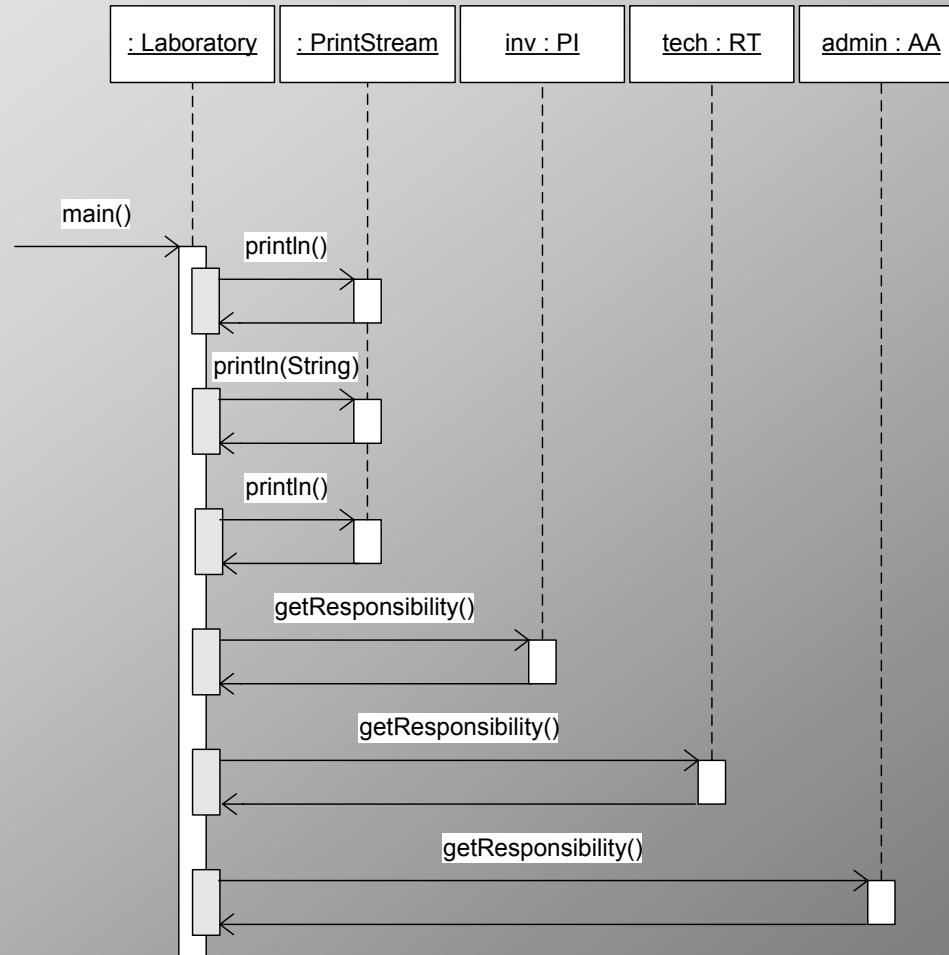 : Laboratory
: PrintStream
inv : PI
tech : RT
admin : AA
main()
println()
println(String)
println()
getResponsibility()
getResponsibility()
getResponsibility()